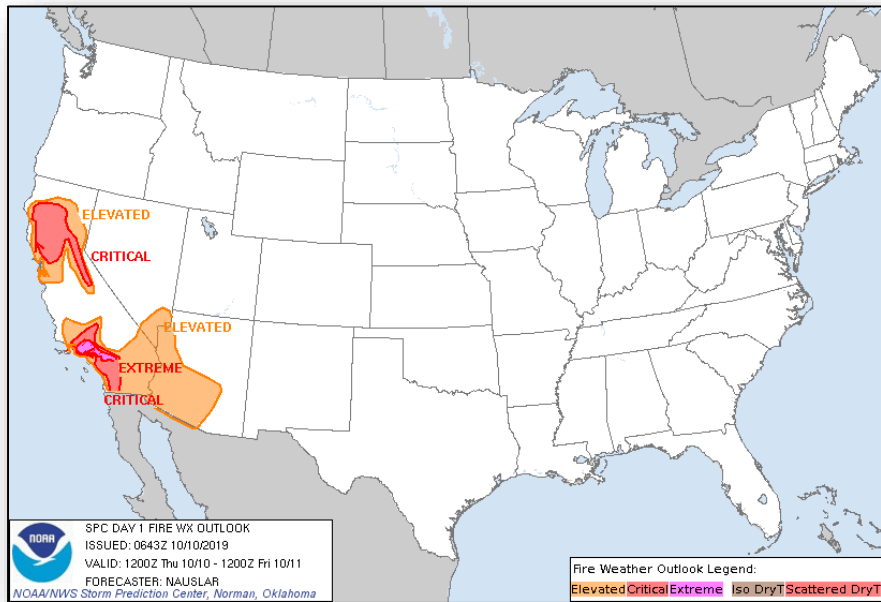 ELEVATED
CRITICAL
ELEVATED
EXTREME
CRITICAL
NOAA
SPC DAY 1 FIRE WX OUTLOOK
ISSUED: 0643Z 10/10/2019
VALID: 1200Z Thu 10/10 - 1200Z Fri 10/11
FORECASTER: NAUSLAR
NOAA/NWS Storm Prediction Center, Norman, Oklahoma
Fire Weather Outlook Legend:
Elevated Critical Extreme Iso DryT Scattered DryT